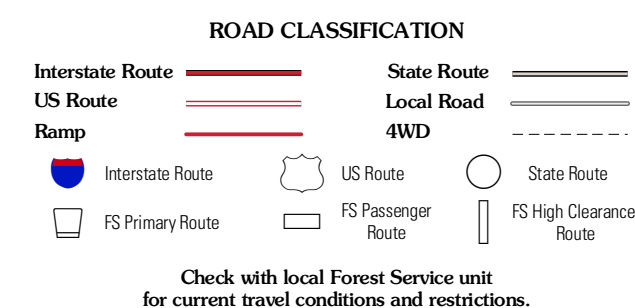 ROAD CLASSIFICATION
Interstate Route
State Route
US Route
Local Road
Ramp
4WD
Interstate Route
US Route
State Route
FS Primary Route
FS Passenger
Route
FS High Clearance
Route
Check with local Forest Service unit
for current travel conditions and restrictions.